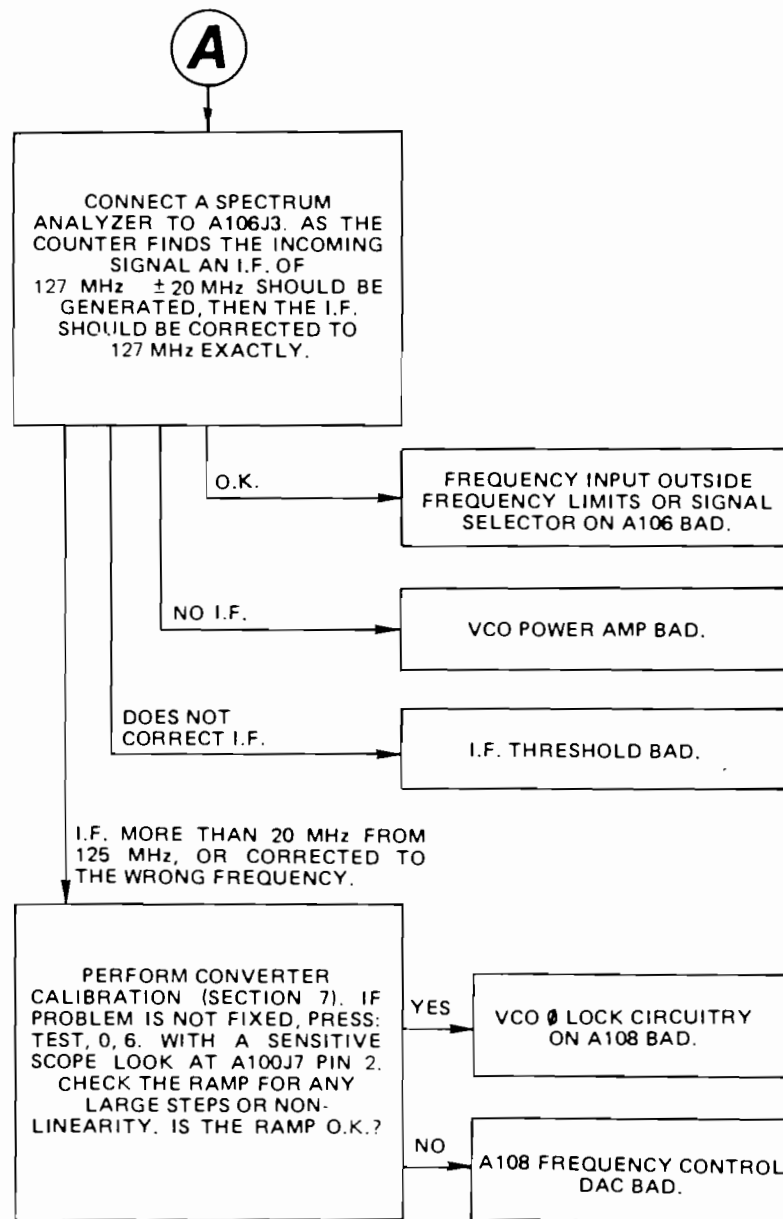 A
CONNECT A SPECTRUM
ANALYZER TO A106J3. AS THE
COUNTER FINDS THE INCOMING
SIGNAL AN I.F. OF
127 MHz ±20 MHz SHOULD BE
GENERATED, THEN THE I.F.
SHOULD BE CORRECTED TO
127 MHz EXACTLY.
O.K.
FREQUENCY INPUT OUTSIDE
FREQUENCY LIMITS OR SIGNAL
SELECTOR ON A106 BAD.
NO I.F.
VCO POWER AMP BAD.
DOES NOT
CORRECT I.F.
I.F. THRESHOLD BAD.
I.F. MORE THAN 20 MHz FROM
125 MHz, OR CORRECTED TO
THE WRONG FREQUENCY.
PERFORM CONVERTER
CALIBRATION (SECTION 7). IF
PROBLEM IS NOT FIXED, PRESS:
TEST, 0, 6. WITH A SENSITIVE
SCOPE LOOK AT A100J7 PIN 2.
CHECK THE RAMP FOR ANY
LARGE STEPS OR NON-
LINEARITY. IS THE RAMP O.K.?
YES
VCO Ø LOCK CIRCUITRY
ON A108 BAD.
NO
A108 FREQUENCY CONTROL
DAC BAD.